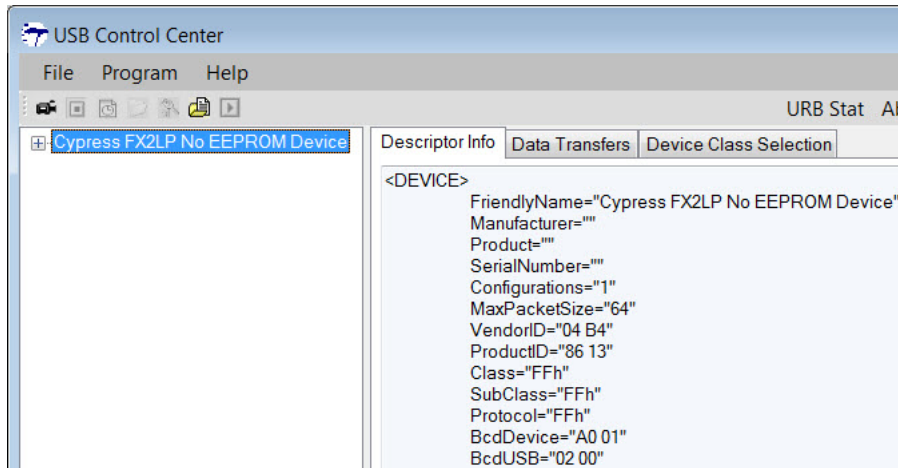 USB Control Center
File Program Help
URB Stat
Cypress FX2LP No EEPROM Device
Descriptor Info Data Transfers Device Class Selection
<DEVICE>
FriendlyName="Cypress FX2LP No EEPROM Device"
Manufacturer=""
Product=""
SerialNumber=""
Configurations="1"
MaxPacketSize="64"
VendorID="04 B4"
ProductID="86 13"
Class="FFh"
SubClass="FFh"
Protocol="FFh"
BcdDevice="A0 01"
BcdUSB="02 00"